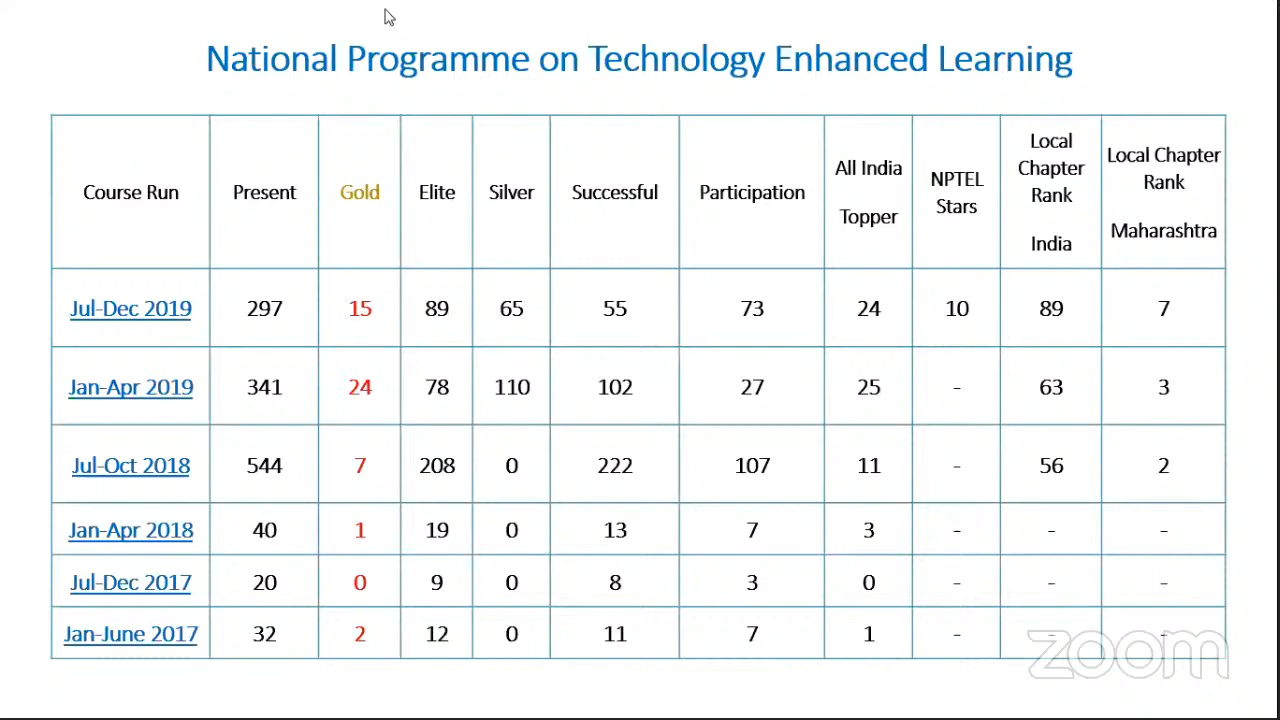 National Programme on Technology Enhanced Learning
Course Run Present Gold Elite Silver Successful Participation All India Topper NPTEL Stars Local Chapter Rank India Local Chapter Rank Maharashtra
Jul-Dec 2019 297 15 89 65 55 73 24 10 89 7
Jan-Apr 2019 341 24 78 110 102 27 25 - 63 3
Jul-Oct 2018 544 7 208 0 222 107 11 - 56 2
Jan-Apr 2018 40 1 19 0 13 7 3 - - -
Jul-Dec 2017 20 0 9 0 8 3 0 - - -
Jan-June 2017 32 2 12 0 11 7 1 - - -
zoom